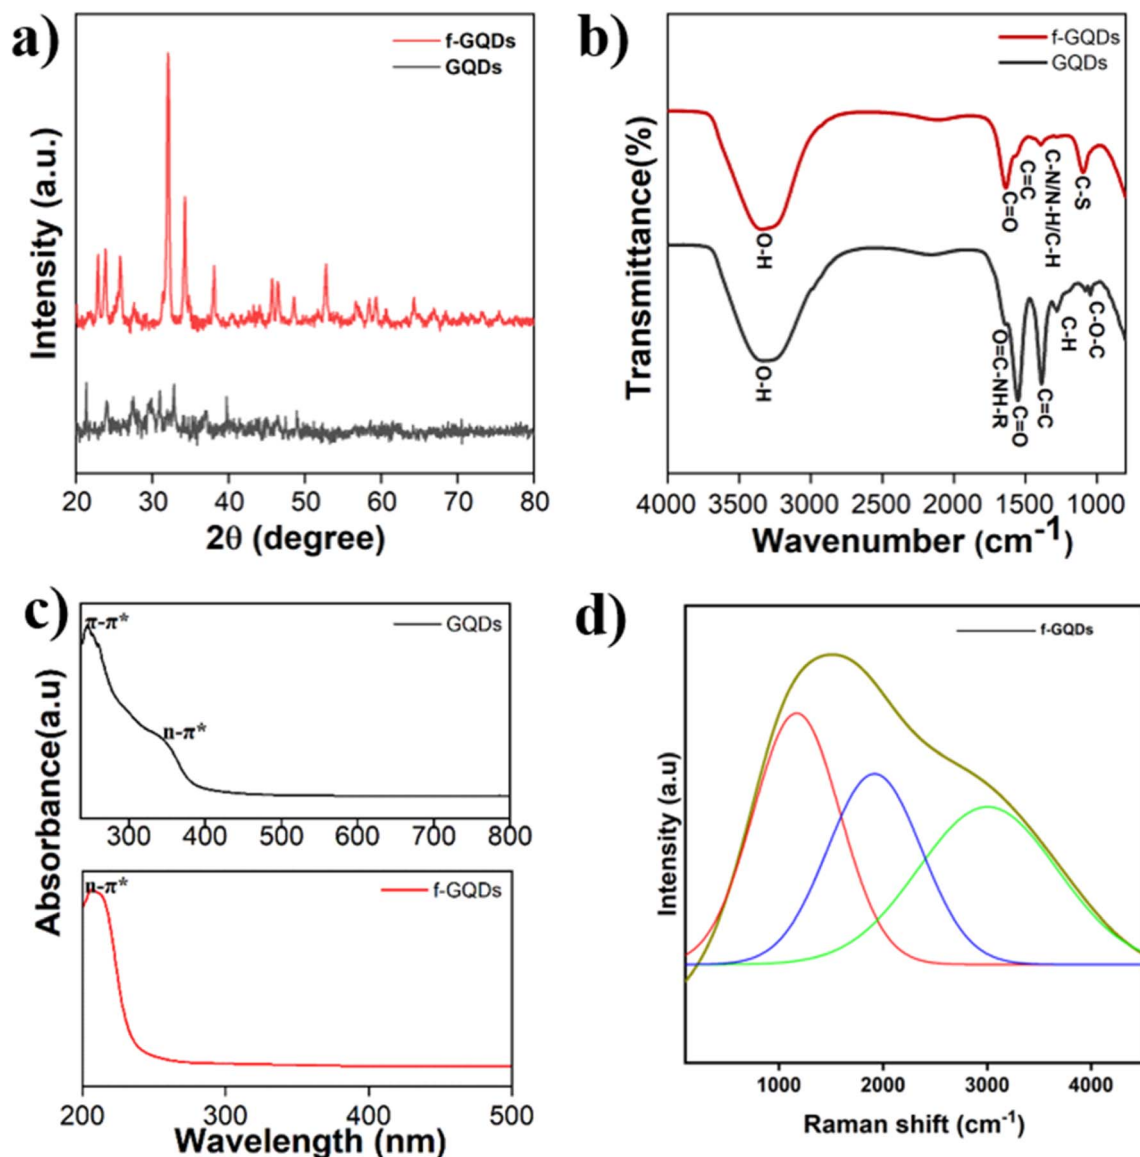 a)
f-GQDs
GQDs
Intensity (a.u.)
20 30 40 50 60 70 80
2θ (degree)
b)
f-GQDs
GQDs
Transmittance(%)
O-H
C=O
C=C
C-N/N-H/C-H
C-S
O-H
O=C-NH-R
C=O
C=C
C-H
C-O-C
4000 3500 3000 2500 2000 1500 1000
Wavenumber (cm-1)
c)
π-π*
n-π*
GQDs
300 400 500 600 700 800
Absorbance(a.u)
n-π*
f-GQDs
200 300 400 500
Wavelength (nm)
d)
f-GQDs
Intensity (a.u)
1000 2000 3000 4000
Raman shift (cm-1)